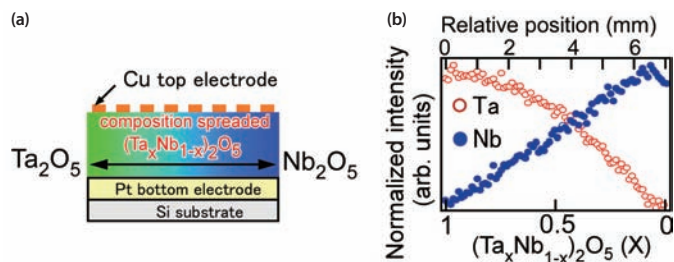 (a)
Cu top electrode
composition spreaded
(TaxNb1-x)2O5
Ta2O5
Nb2O5
Pt bottom electrode
Si substrate
(b)
Relative position (mm)
0 2 4 6
Normalized intensity
(arb. units)
Ta
Nb
1 0.5 0
(TaxNb1-x)2O5 (X)